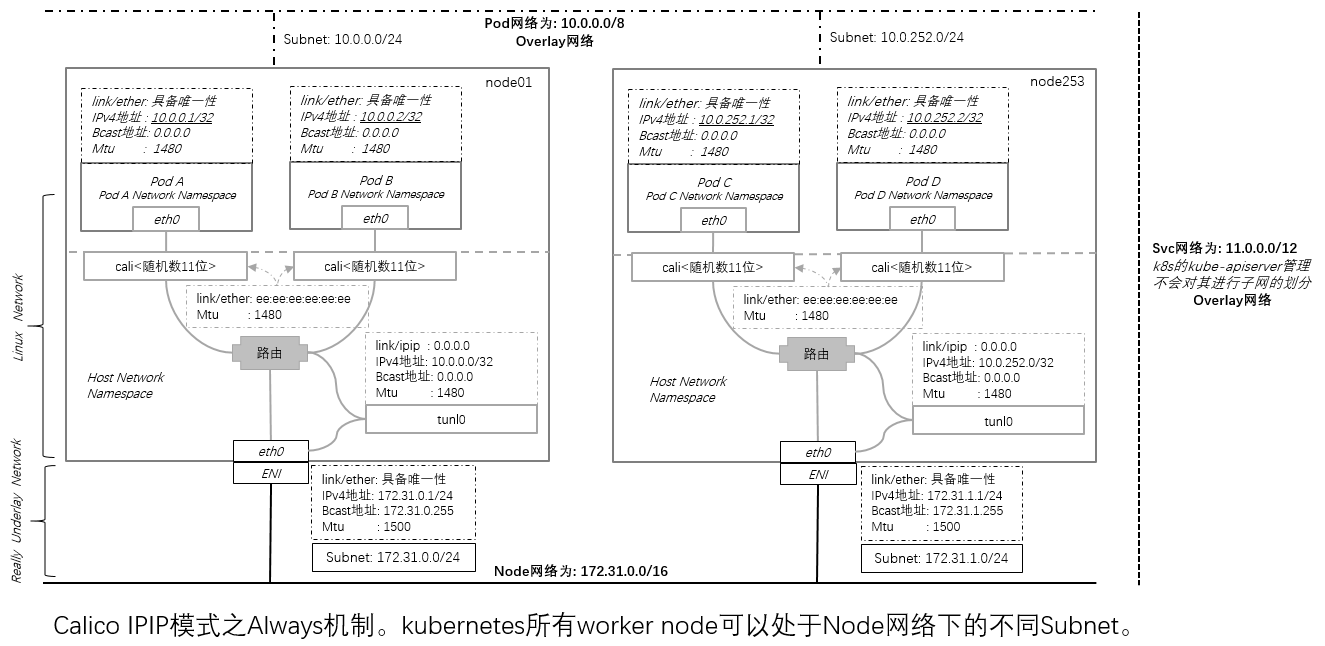 Pod网络为: 10.0.0.0/8
Overlay网络
Subnet: 10.0.0.0/24
Subnet: 10.0.252.0/24
node01
link/ether: 具备唯一性
IPv4地址 : 10.0.0.1/32
Bcast地址: 0.0.0.0
Mtu : 1480
Pod A
Pod A Network Namespace
eth0
cali<随机数11位>
link/ether: 具备唯一性
IPv4地址 : 10.0.0.2/32
Bcast地址: 0.0.0.0
Mtu : 1480
Pod B
Pod B Network Namespace
eth0
cali<随机数11位>
link/ether: ee:ee:ee:ee:ee:ee
Mtu : 1480
路由
link/ipip : 0.0.0.0
IPv4地址: 10.0.0.0/32
Bcast地址: 0.0.0.0
Mtu : 1480
tunl0
Host Network
Namespace
eth0
ENI
link/ether: 具备唯一性
IPv4地址: 172.31.0.1/24
Bcast地址: 172.31.0.255
Mtu : 1500
Subnet: 172.31.0.0/24
node253
link/ether: 具备唯一性
IPv4地址 : 10.0.252.1/32
Bcast地址: 0.0.0.0
Mtu : 1480
Pod C
Pod C Network Namespace
eth0
cali<随机数11位>
link/ether: 具备唯一性
IPv4地址 : 10.0.252.2/32
Bcast地址: 0.0.0.0
Mtu : 1480
Pod D
Pod D Network Namespace
eth0
cali<随机数11位>
link/ether: ee:ee:ee:ee:ee:ee
Mtu : 1480
路由
link/ipip : 0.0.0.0
IPv4地址: 10.0.252.0/32
Bcast地址: 0.0.0.0
Mtu : 1480
tunl0
Host Network
Namespace
eth0
ENI
link/ether: 具备唯一性
IPv4地址: 172.31.1.1/24
Bcast地址: 172.31.1.255
Mtu : 1500
Subnet: 172.31.1.0/24
Linux Network
Really Underlay Network
Svc网络为: 11.0.0.0/12
k8s的kube-apiserver管理
不会对其进行子网的划分
Overlay网络
Node网络为: 172.31.0.0/16
Calico IPIP模式之Always机制。kubernetes所有worker node可以处于Node网络下的不同Subnet。